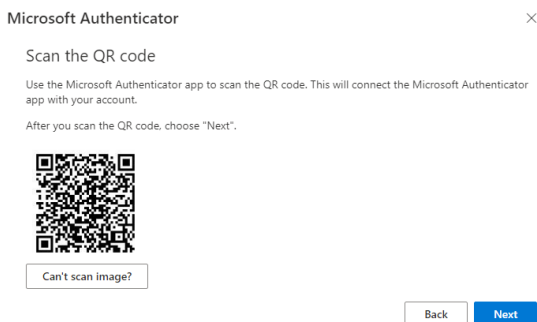 Microsoft Authenticator
Scan the QR code
Use the Microsoft Authenticator app to scan the QR code. This will connect the Microsoft Authenticator
app with your account.
After you scan the QR code, choose "Next".
Can't scan image?
Back Next